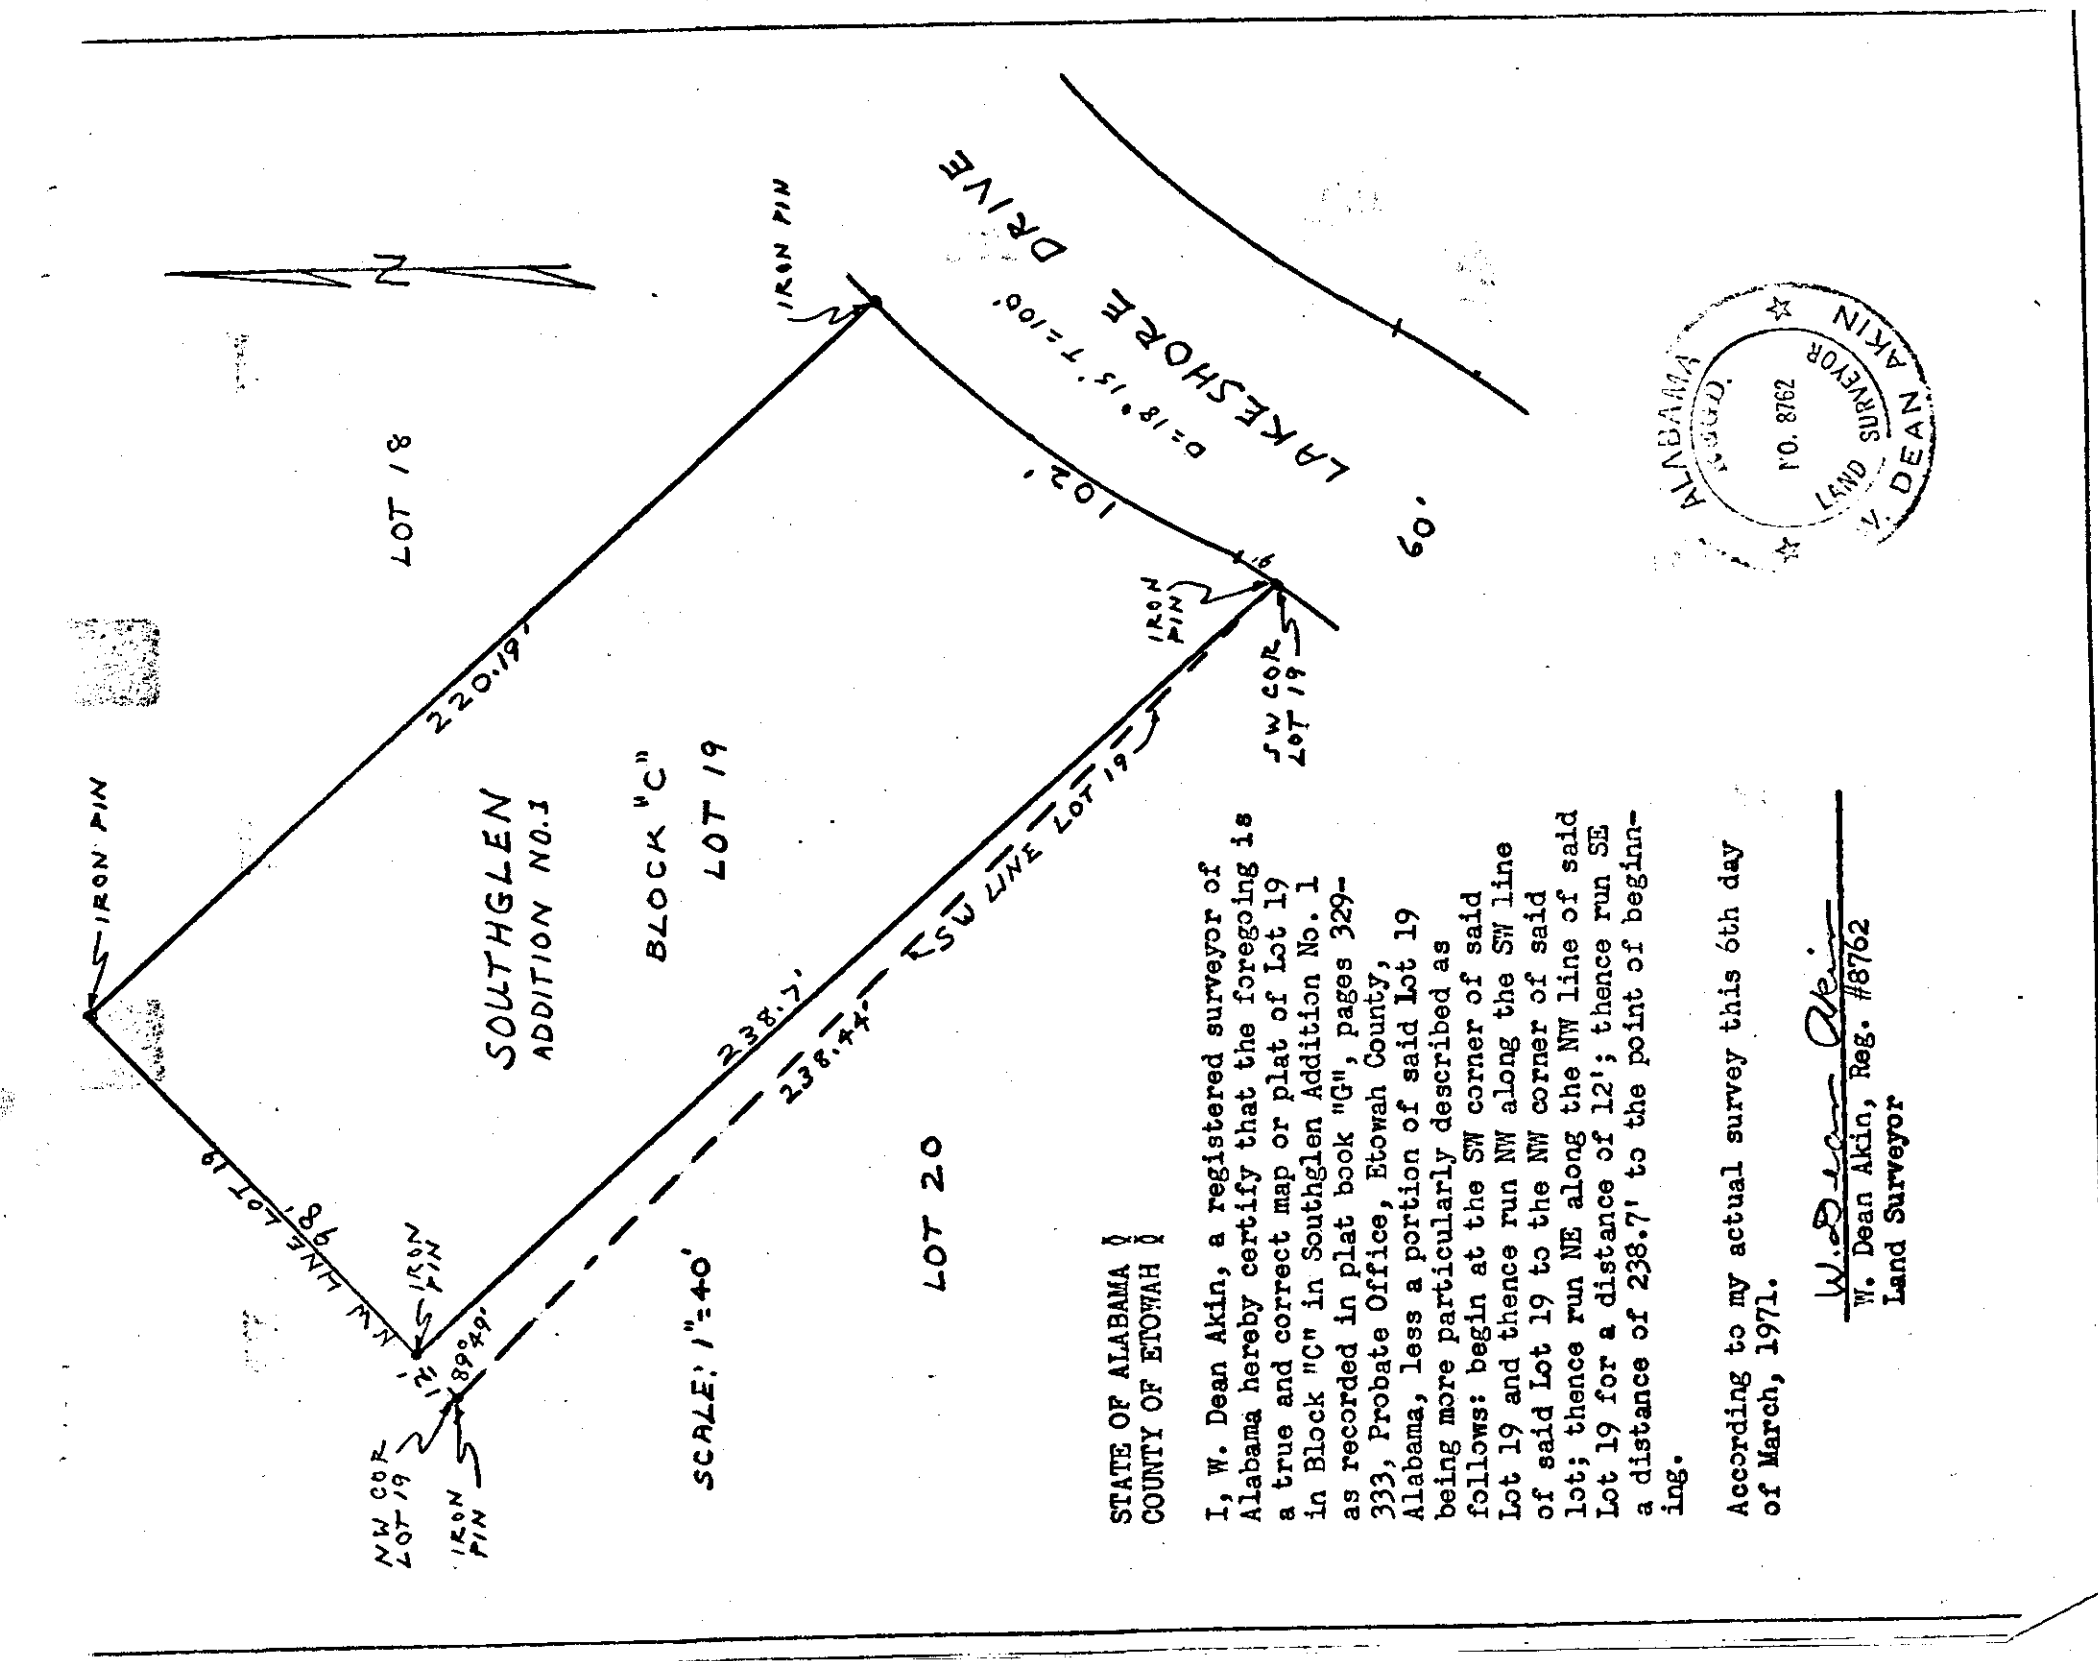 IRON PIN
LOT 18
N
IRON PIN
NW LINE LOT 19
98'
220.19'
SOUTHGLEN
ADDITION NO.1
BLOCK "C"
LOT 19
NW COR
LOT 19
IRON
PIN
12'
89°49'
IRON
PIN
238.7'
238.44'
SW LINE LOT 19
SCALE: 1"=40'
LOT 20
102'
9'
IRON
PIN
SW COR
LOT 19
D=18°15' T=100'
LAKESHORE DRIVE
60'
STATE OF ALABAMA
COUNTY OF ETOWAH
I, W. Dean Akin, a registered surveyor of
Alabama hereby certify that the foregoing is
a true and correct map or plat of Lot 19
in Block "C" in Southglen Addition No. 1
as recorded in plat book "G", pages 329-
333, Probate Office, Etowah County,
Alabama, less a portion of said Lot 19
being more particularly described as
follows: begin at the SW corner of said
Lot 19 and thence run NW along the SW line
of said Lot 19 to the NW corner of said
lot; thence run NE along the NW line of said
Lot 19 for a distance of 12'; thence run SE
a distance of 238.7' to the point of beginn-
ing.
According to my actual survey this 6th day
of March, 1971.
W. Dean Akin
W. Dean Akin, Reg. #8762
Land Surveyor
ALABAMA
REGD.
NO. 8762
LAND SURVEYOR
W. DEAN AKIN